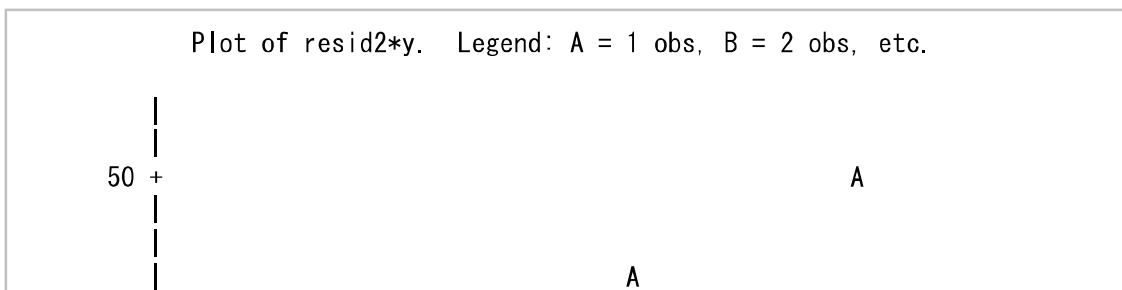 Plot of resid2*y.  Legend: A = 1 obs, B = 2 obs, etc.
|
|
50 +                                        A
|
|
|                           A